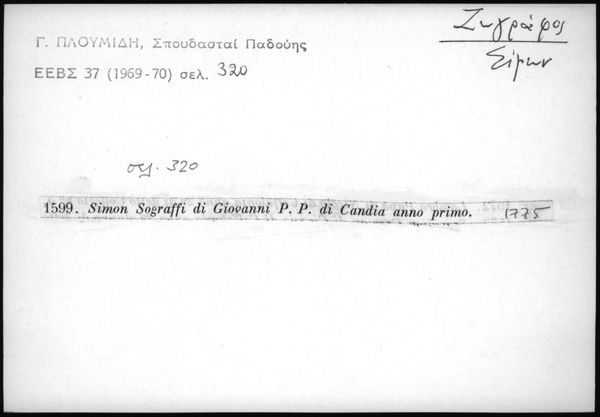 Ζωγράφος
Σίμων
Γ. ΠΛΟΥΜΙΔΗ, Σπουδασταί Παδούης
ΕΕΒΣ 37 (1969-70) σελ. 320
σελ. 320
1599. Simon Sograffi di Giovanni P. P. di Candia anno primo. 1775